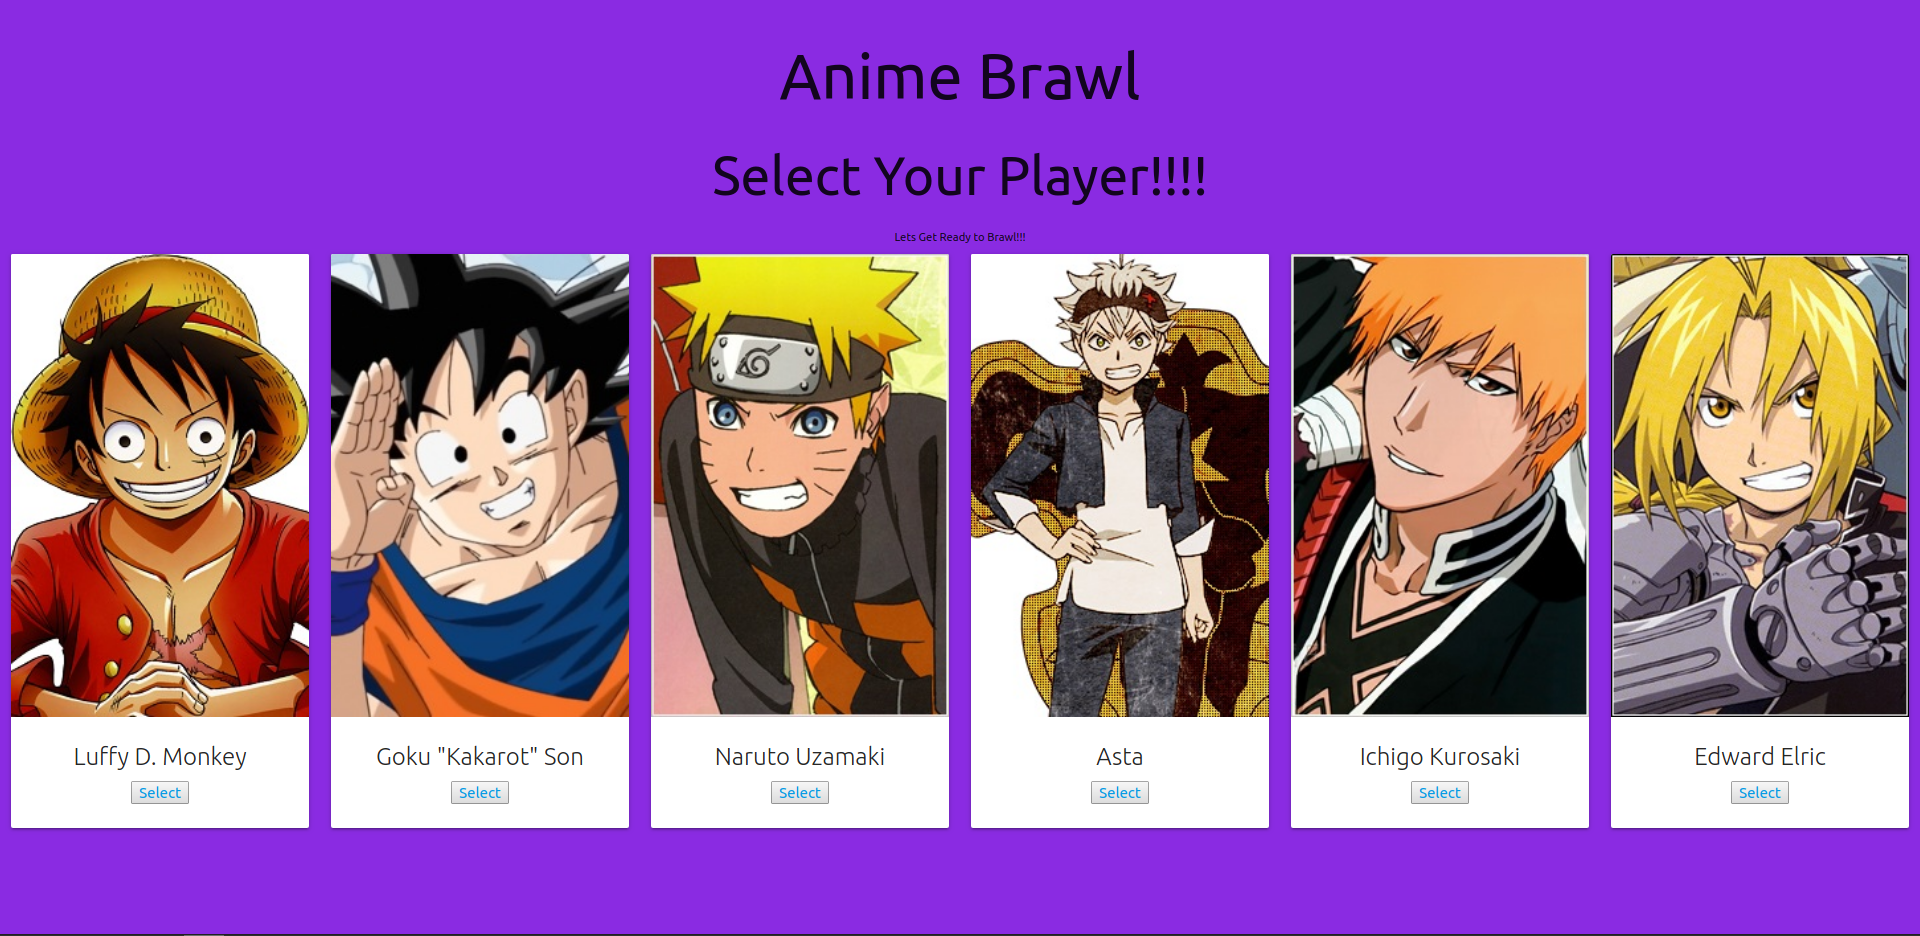 Anime Brawl
Select Your Player!!!!
Lets Get Ready to Brawl!!!
Luffy D. Monkey
Select
Goku "Kakarot" Son
Select
Naruto Uzamaki
Select
Asta
Select
Ichigo Kurosaki
Select
Edward Elric
Select